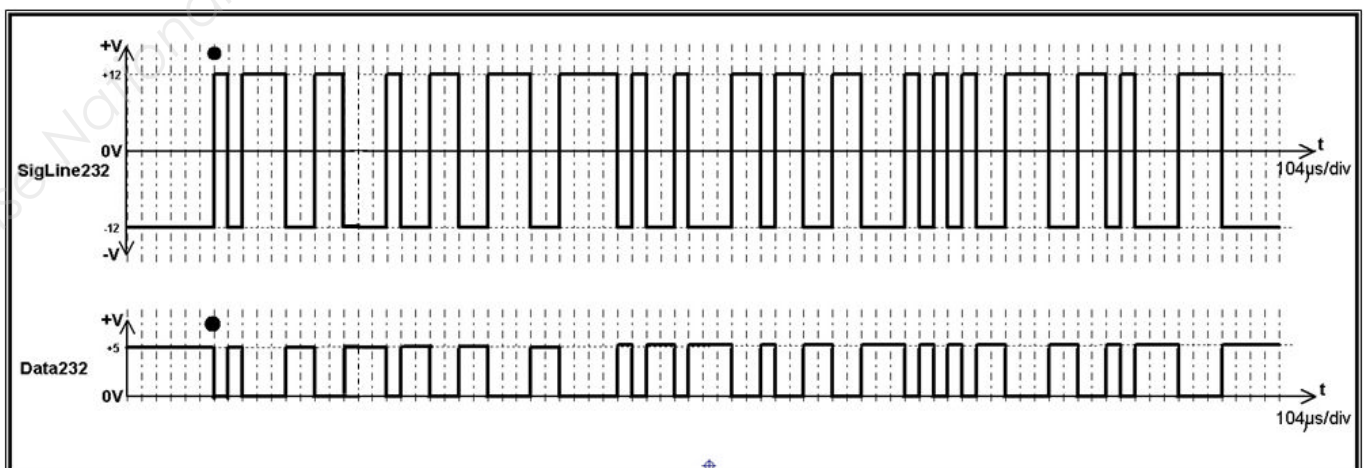 +V
+12
0V
t
SigLine232
104µs/div
-12
-V
+V
+5
Data232
0V
t
104µs/div